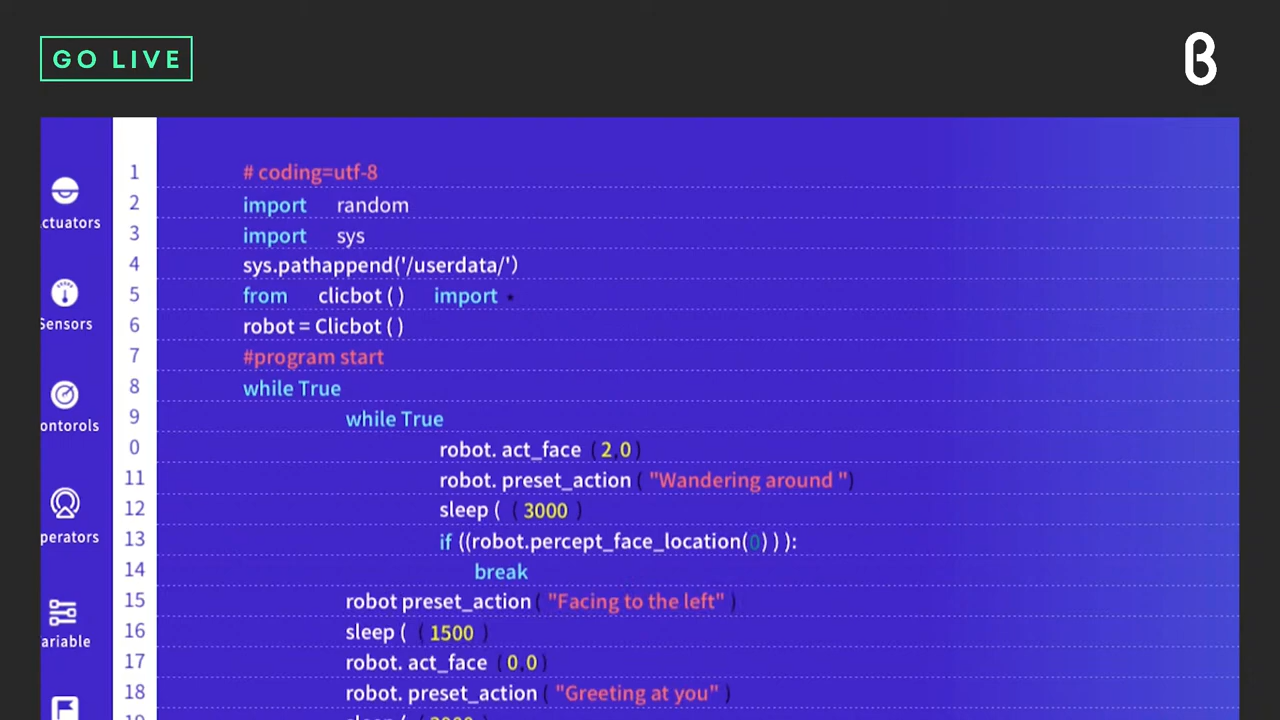 GO LIVE
β
1 # coding=utf-8
2 import random
3 import sys
ctuators
4 sys.pathappend('/userdata/')
5 from clicbot ( ) import *
6 robot = Clicbot ( )
Sensors
7 #program start
8 while True
9 while True
ontorols
0 robot. act_face ( 2,0 )
11 robot. preset_action ( "Wandering around ")
12 sleep ( ( 3000 )
13 if ((robot.percept_face_location(0) ) ):
perators
14 break
15 robot preset_action ( "Facing to the left" )
16 sleep ( ( 1500 )
ariable
17 robot. act_face ( 0,0 )
18 robot. preset_action ( "Greeting at you" )